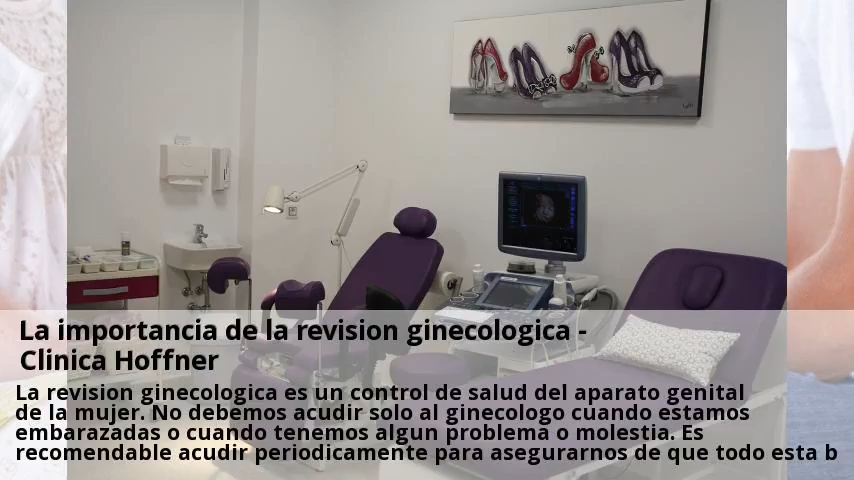 La importancia de la revision ginecologica -
Clinica Hoffner
La revision ginecologica es un control de salud del aparato genital
de la mujer. No debemos acudir solo al ginecologo cuando estamos
embarazadas o cuando tenemos algun problema o molestia. Es
recomendable acudir periodicamente para asegurarnos de que todo esta b